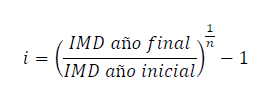 i = (IMD año final / IMD año inicial)^(1/n) − 1